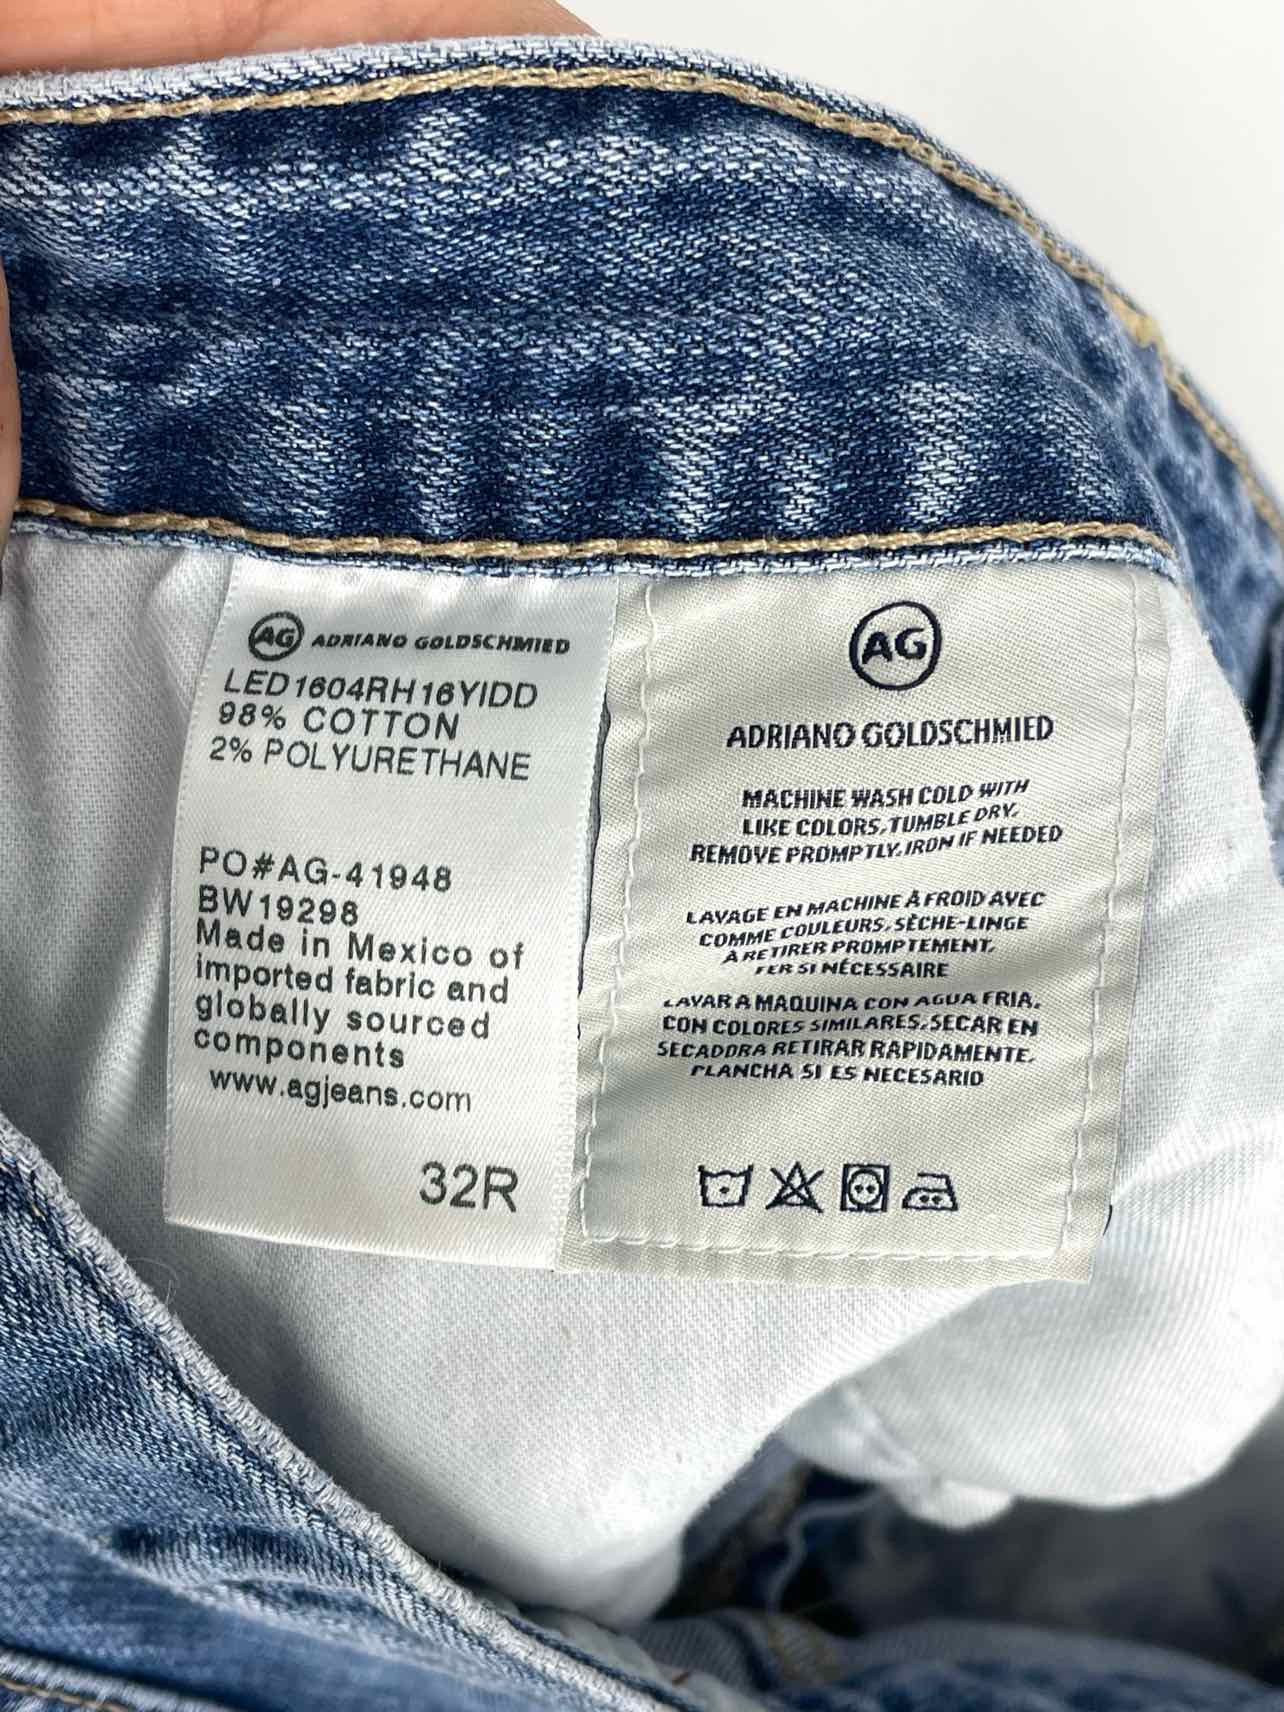 AG ADRIANO GOLDSCHMIED
LED1604RH16YIDD
98% COTTON
2% POLYURETHANE
PO#AG-41948
BW19298
Made in Mexico of
imported fabric and
globally sourced
components
www.agjeans.com
32R
AG
ADRIANO GOLDSCHMIED
MACHINE WASH COLD WITH
LIKE COLORS, TUMBLE DRY,
REMOVE PROMPTLY. IRON IF NEEDED
LAVAGE EN MACHINE À FROID AVEC
COMME COULEURS, SÈCHE-LINGE
À RETIRER PROMPTEMENT,
FER SI NÉCESSAIRE
LAVAR A MAQUINA CON AGUA FRIA,
CON COLORES SIMILARES, SECAR EN
SECADORA RETIRAR RAPIDAMENTE.
PLANCHA SI ES NECESARIO